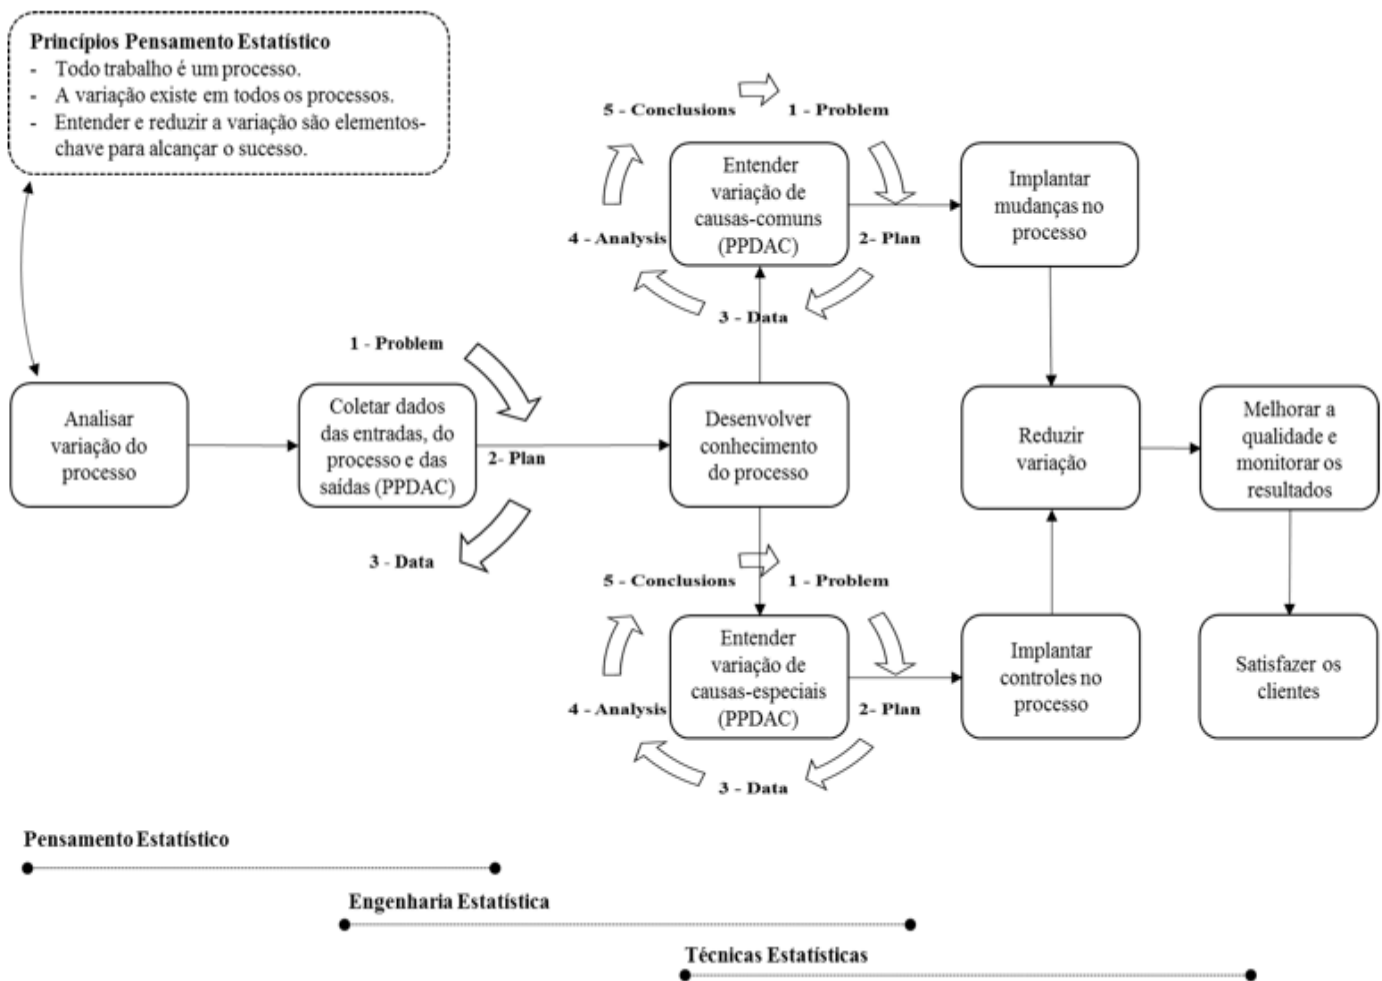 Princípios Pensamento Estatístico
- Todo trabalho é um processo.
- A variação existe em todos os processos.
- Entender e reduzir a variação são elementos-
chave para alcançar o sucesso.
5 - Conclusions
1 - Problem
Entender
variação de
causas-comuns
(PPDAC)
4 - Analysis
2- Plan
3 - Data
Implantar
mudanças no
processo
1 - Problem
Analisar
variação do
processo
Coletar dados
das entradas, do
processo e das
saídas (PPDAC)
2- Plan
3 - Data
Desenvolver
conhecimento
do processo
Reduzir
variação
Melhorar a
qualidade e
monitorar os
resultados
5 - Conclusions
1 - Problem
Entender
variação de
causas-especiais
(PPDAC)
4 - Analysis
2- Plan
3 - Data
Implantar
controles no
processo
Satisfazer os
clientes
Pensamento Estatístico
Engenharia Estatística
Técnicas Estatísticas